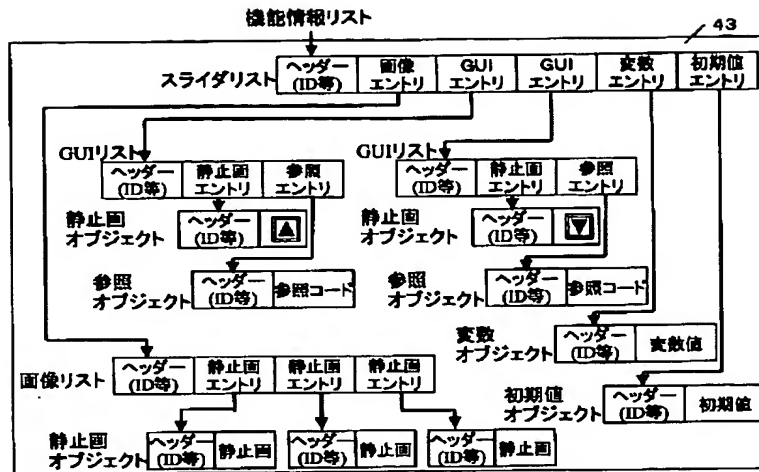 機能情報リスト
43
スライダリスト
ヘッダー
(ID等)
画像
エントリ
GUI
エントリ
GUI
エントリ
変数
エントリ
初期値
エントリ
GUIリスト
ヘッダー
(ID等)
静止画
エントリ
参照
エントリ
GUIリスト
ヘッダー
(ID等)
静止画
エントリ
参照
エントリ
静止画
オブジェクト
ヘッダー
(ID等)
静止画
オブジェクト
ヘッダー
(ID等)
参照
オブジェクト
ヘッダー
(ID等)
参照コード
参照
オブジェクト
ヘッダー
(ID等)
参照コード
変数
オブジェクト
ヘッダー
(ID等)
変数値
画像リスト
ヘッダー
(ID等)
静止画
エントリ
静止画
エントリ
静止画
エントリ
初期値
オブジェクト
ヘッダー
(ID等)
初期値
静止画
オブジェクト
ヘッダー
(ID等)
静止画
ヘッダー
(ID等)
静止画
ヘッダー
(ID等)
静止画